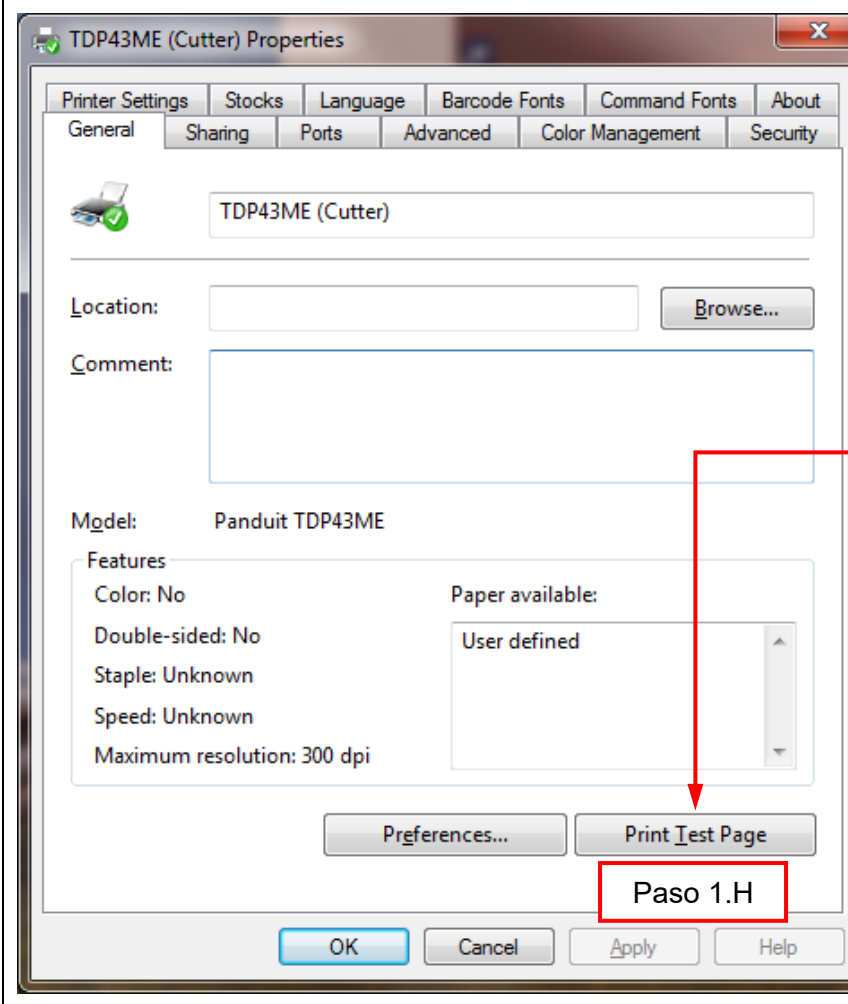 TDP43ME (Cutter) Properties
Printer Settings Stocks Language Barcode Fonts Command Fonts About
General Sharing Ports Advanced Color Management Security
TDP43ME (Cutter)
Location: Browse...
Comment:
Model: Panduit TDP43ME
Features
Color: No Paper available:
Double-sided: No User defined
Staple: Unknown
Speed: Unknown
Maximum resolution: 300 dpi
Preferences... Print Test Page
Paso 1.H
OK Cancel Apply Help